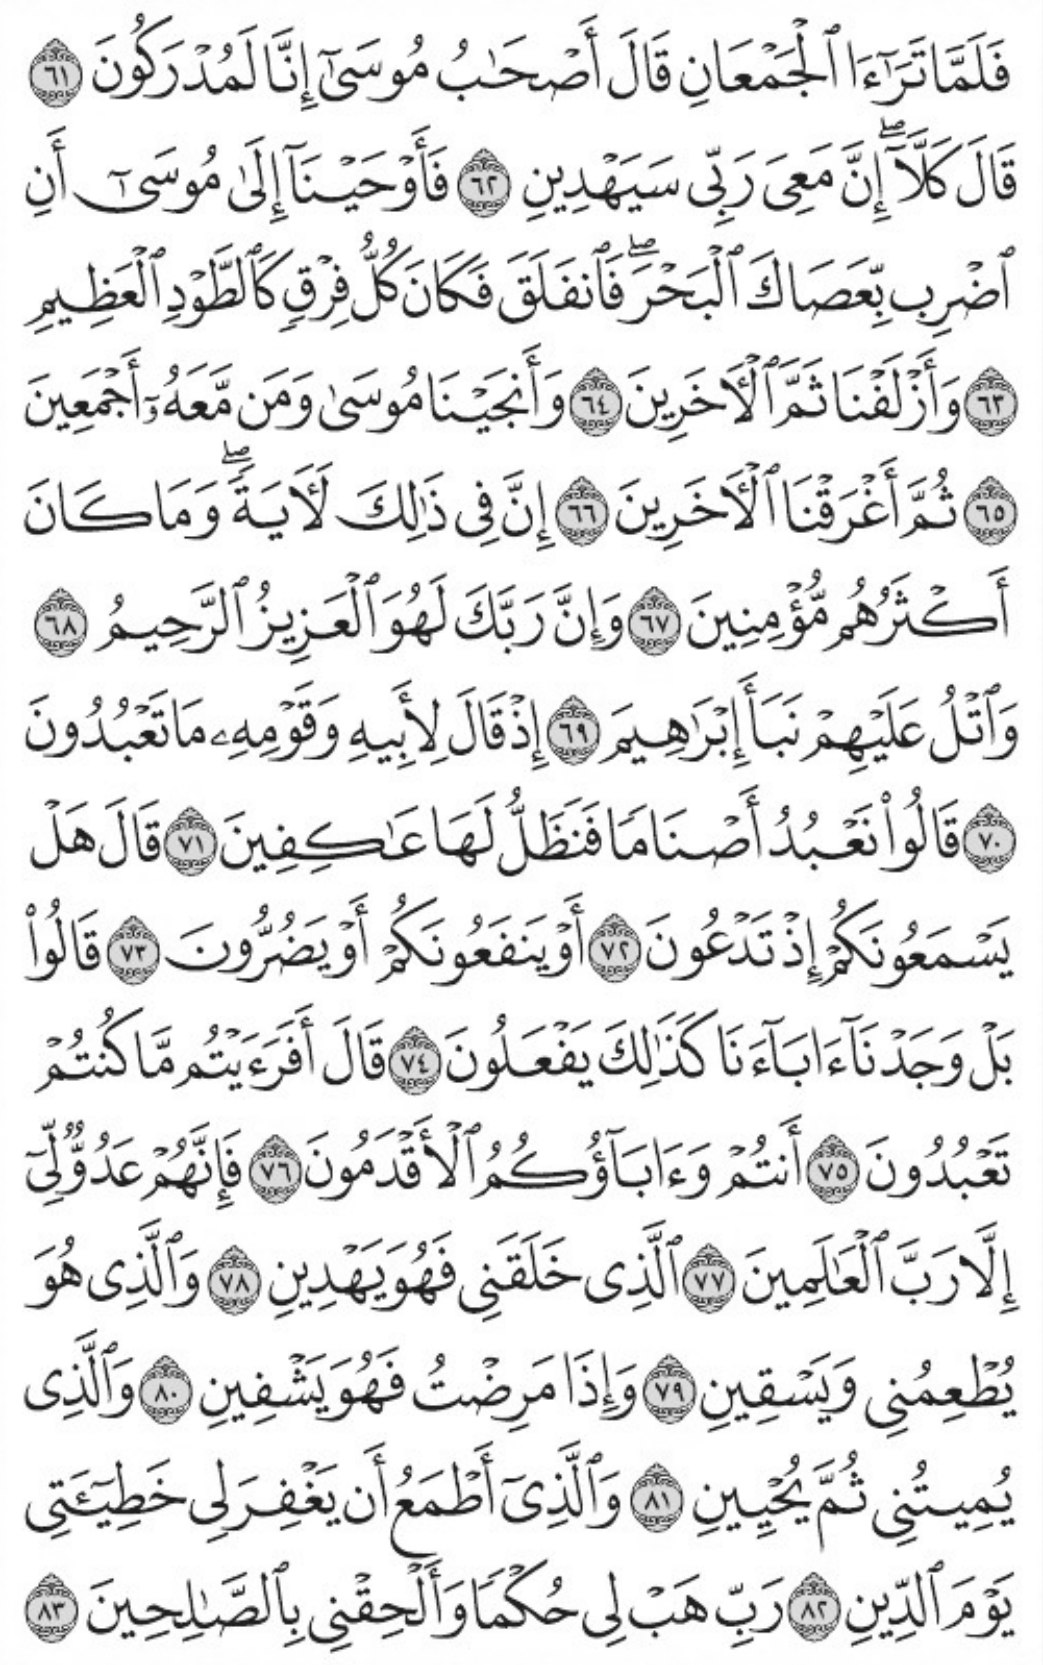 فَلَمَّا تَرَٰٓءَا ٱلْجَمْعَانِ قَالَ أَصْحَٰبُ مُوسَىٰٓ إِنَّا لَمُدْرَكُونَ ٦١
قَالَ كَلَّآ ۖ إِنَّ مَعِىَ رَبِّى سَيَهْدِينِ ٦٢ فَأَوْحَيْنَآ إِلَىٰ مُوسَىٰٓ أَنِ
ٱضْرِب بِّعَصَاكَ ٱلْبَحْرَ ۖ فَٱنفَلَقَ فَكَانَ كُلُّ فِرْقٍ كَٱلطَّوْدِ ٱلْعَظِيمِ
٦٣ وَأَزْلَفْنَا ثَمَّ ٱلْءَاخَرِينَ ٦٤ وَأَنجَيْنَا مُوسَىٰ وَمَن مَّعَهُۥٓ أَجْمَعِينَ
٦٥ ثُمَّ أَغْرَقْنَا ٱلْءَاخَرِينَ ٦٦ إِنَّ فِى ذَٰلِكَ لَءَايَةً ۖ وَمَا كَانَ
أَكْثَرُهُم مُّؤْمِنِينَ ٦٧ وَإِنَّ رَبَّكَ لَهُوَ ٱلْعَزِيزُ ٱلرَّحِيمُ ٦٨
وَٱتْلُ عَلَيْهِمْ نَبَأَ إِبْرَٰهِيمَ ٦٩ إِذْ قَالَ لِأَبِيهِ وَقَوْمِهِۦ مَا تَعْبُدُونَ
٧٠ قَالُوا۟ نَعْبُدُ أَصْنَامًا فَنَظَلُّ لَهَا عَٰكِفِينَ ٧١ قَالَ هَلْ
يَسْمَعُونَكُمْ إِذْ تَدْعُونَ ٧٢ أَوْ يَنفَعُونَكُمْ أَوْ يَضُرُّونَ ٧٣ قَالُوا۟
بَلْ وَجَدْنَآ ءَابَآءَنَا كَذَٰلِكَ يَفْعَلُونَ ٧٤ قَالَ أَفَرَءَيْتُم مَّا كُنتُمْ
تَعْبُدُونَ ٧٥ أَنتُمْ وَءَابَآؤُكُمُ ٱلْأَقْدَمُونَ ٧٦ فَإِنَّهُمْ عَدُوٌّ لِّىٓ
إِلَّا رَبَّ ٱلْعَٰلَمِينَ ٧٧ ٱلَّذِى خَلَقَنِى فَهُوَ يَهْدِينِ ٧٨ وَٱلَّذِى هُوَ
يُطْعِمُنِى وَيَسْقِينِ ٧٩ وَإِذَا مَرِضْتُ فَهُوَ يَشْفِينِ ٨٠ وَٱلَّذِى
يُمِيتُنِى ثُمَّ يُحْيِينِ ٨١ وَٱلَّذِىٓ أَطْمَعُ أَن يَغْفِرَ لِى خَطِيٓـَٔتِى
يَوْمَ ٱلدِّينِ ٨٢ رَبِّ هَبْ لِى حُكْمًا وَأَلْحِقْنِى بِٱلصَّٰلِحِينَ ٨٣